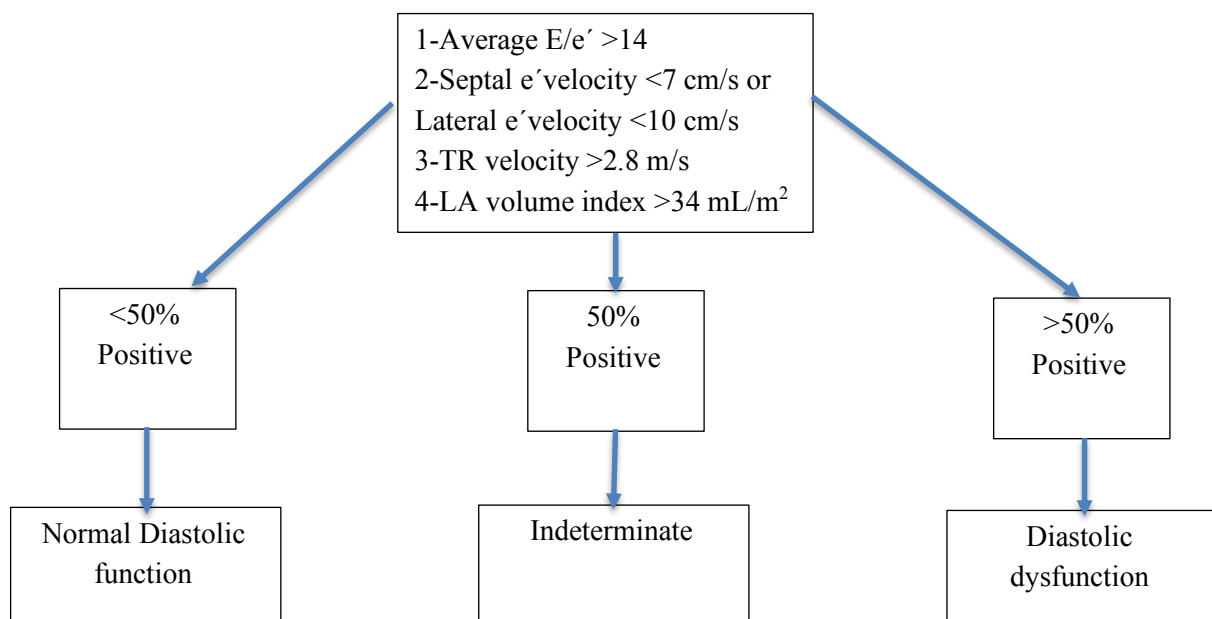 1-Average E/e´ >14
2-Septal e´velocity <7 cm/s or
Lateral e´velocity <10 cm/s
3-TR velocity >2.8 m/s
4-LA volume index >34 mL/m²
<50%
Positive
50%
Positive
>50%
Positive
Normal Diastolic
function
Indeterminate
Diastolic
dysfunction